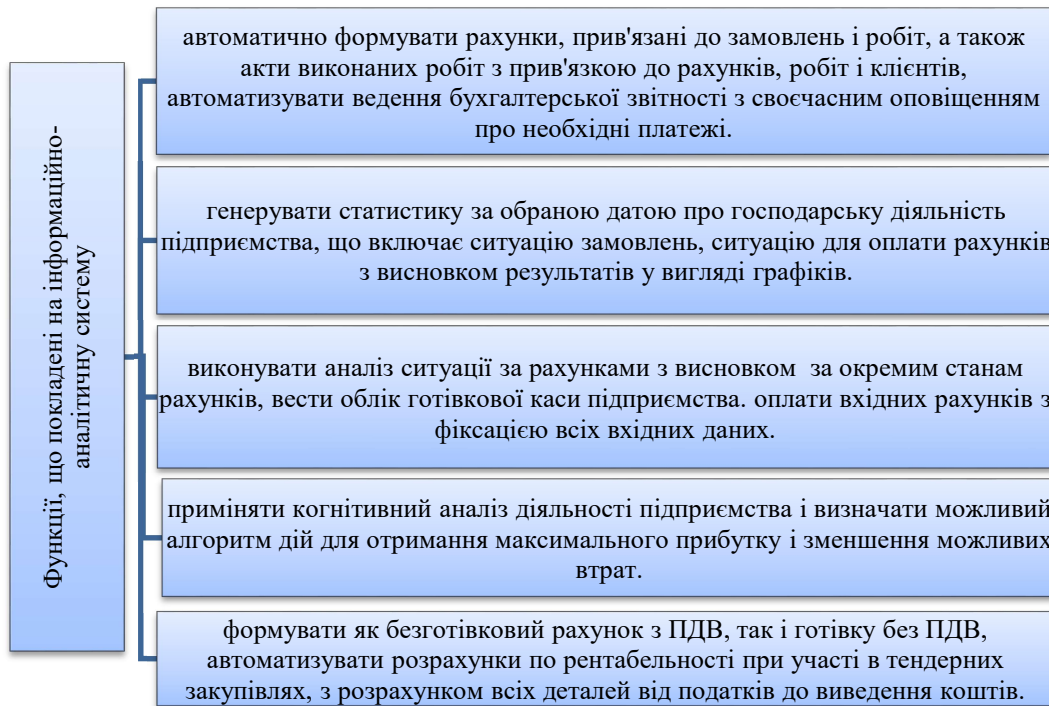 Функції, що покладені на інформаційно-
аналітичну систему
автоматично формувати рахунки, прив'язані до замовлень і робіт, а також
акти виконаних робіт з прив'язкою до рахунків, робіт і клієнтів,
автоматизувати ведення бухгалтерської звітності з своєчасним оповіщенням
про необхідні платежі.
генерувати статистику за обраною датою про господарську діяльність
підприємства, що включає ситуацію замовлень, ситуацію для оплати рахунків
з висновком результатів у вигляді графіків.
виконувати аналіз ситуації за рахунками з висновком за окремим станам
рахунків, вести облік готівкової каси підприємства. оплати вхідних рахунків з
фіксацією всіх вхідних даних.
приміняти когнітивний аналіз діяльності підприємства і визначати можливий
алгоритм дій для отримання максимального прибутку і зменшення можливих
втрат.
формувати як безготівковий рахунок з ПДВ, так і готівку без ПДВ,
автоматизувати розрахунки по рентабельності при участі в тендерних
закупівлях, з розрахунком всіх деталей від податків до виведення коштів.